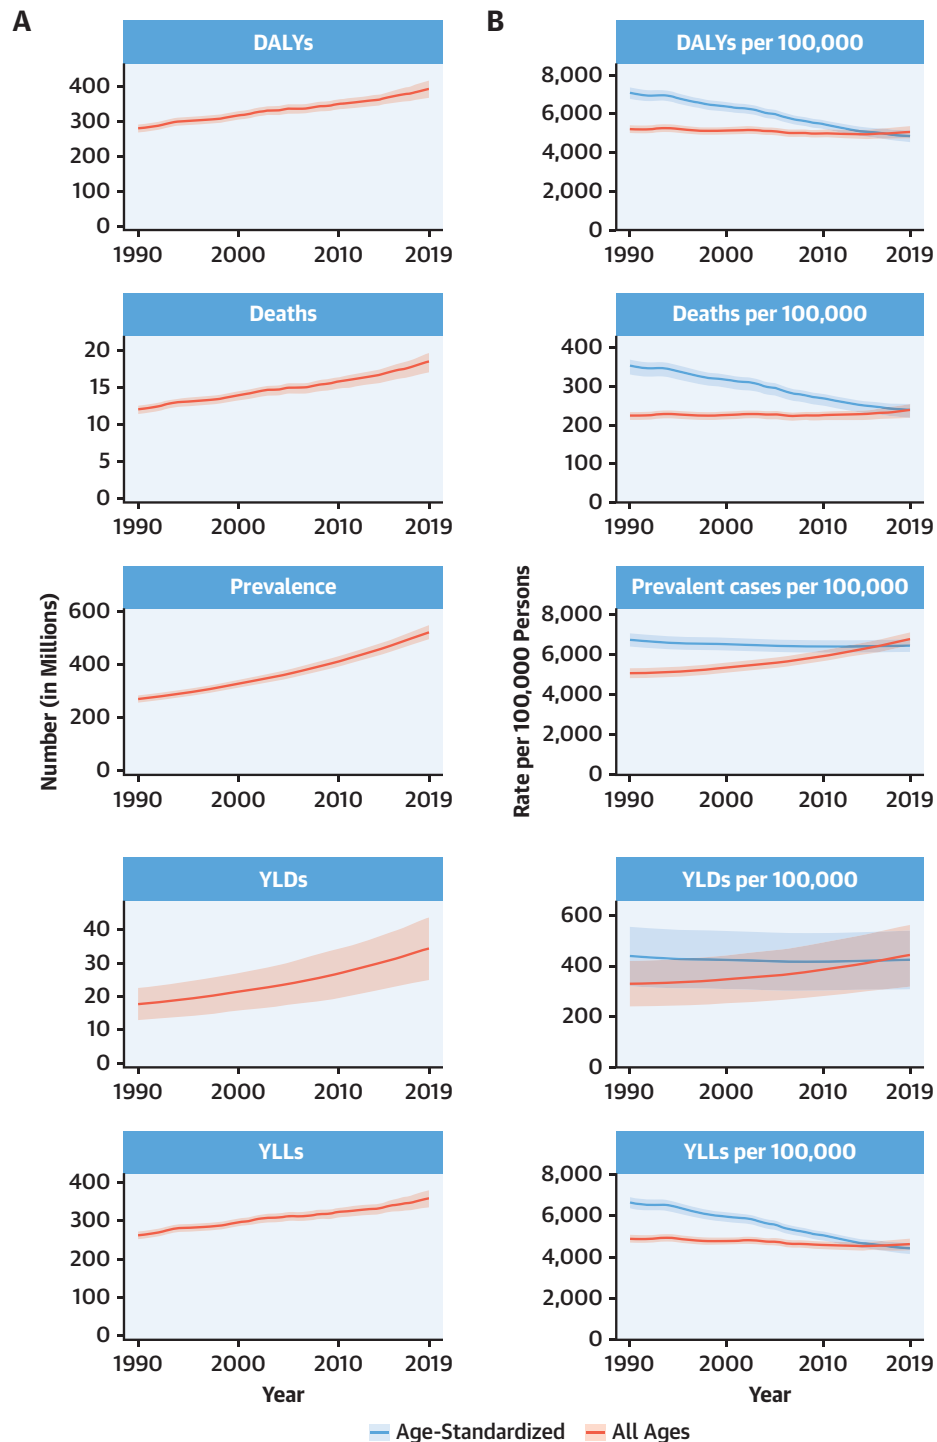 A
DALYs
400
300
200
100
0
1990 2000 2010 2019
Deaths
20
15
10
5
0
1990 2000 2010 2019
Prevalence
600
400
200
0
1990 2000 2010 2019
Number (in Millions)
YLDs
40
30
20
10
0
1990 2000 2010 2019
YLLs
400
300
200
100
0
1990 2000 2010 2019
Year
B
DALYs per 100,000
8,000
6,000
4,000
2,000
0
1990 2000 2010 2019
Deaths per 100,000
400
300
200
100
0
1990 2000 2010 2019
Prevalent cases per 100,000
8,000
6,000
4,000
2,000
0
1990 2000 2010 2019
Rate per 100,000 Persons
YLDs per 100,000
600
400
200
0
1990 2000 2010 2019
YLLs per 100,000
8,000
6,000
4,000
2,000
0
1990 2000 2010 2019
Year
Age-Standardized All Ages